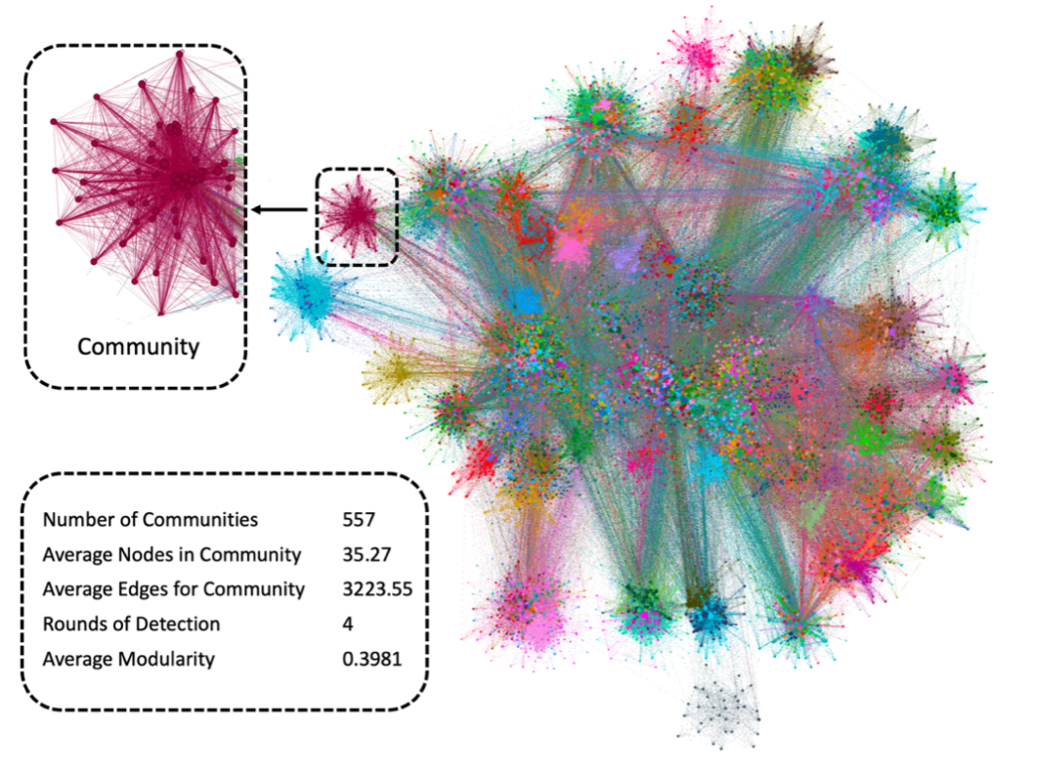 Community
Number of Communities 557
Average Nodes in Community 35.27
Average Edges for Community 3223.55
Rounds of Detection 4
Average Modularity 0.3981